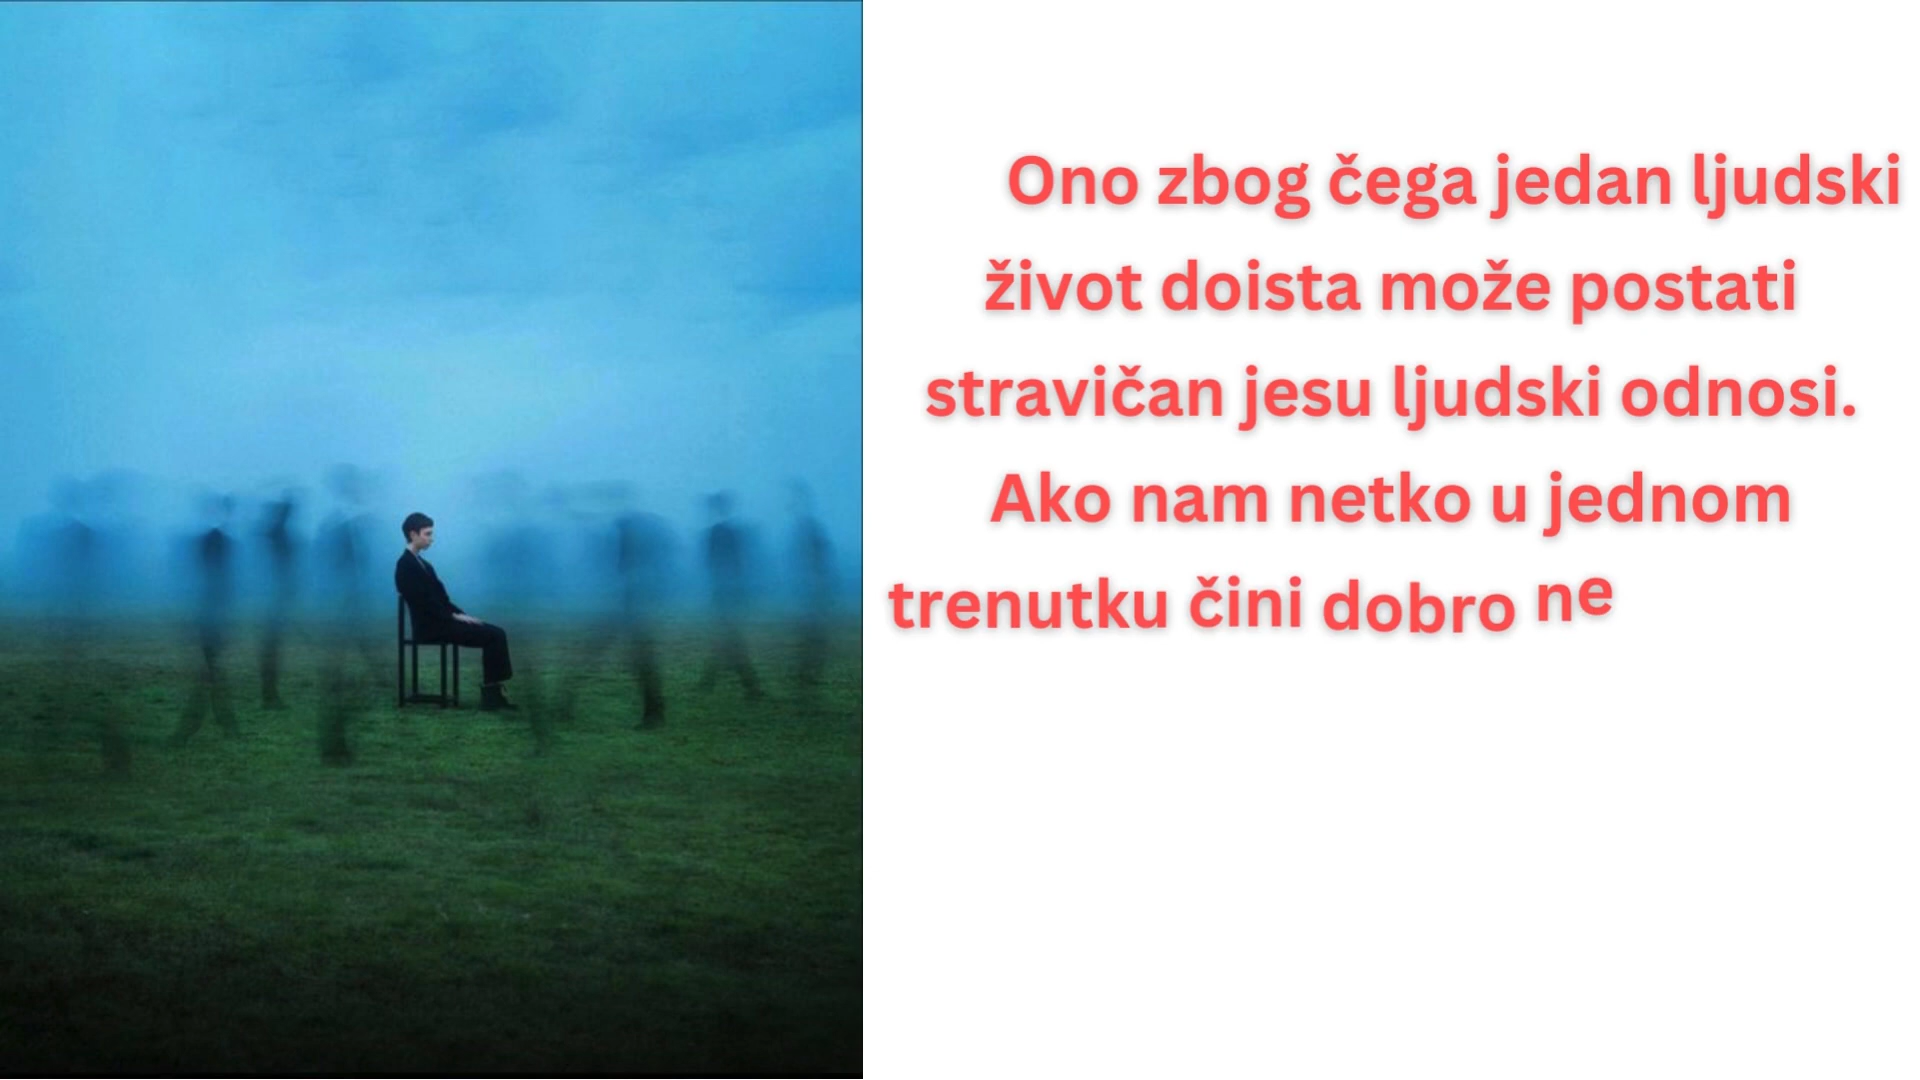 Ono zbog čega jedan ljudski
život doista može postati
stravičan jesu ljudski odnosi.
Ako nam netko u jednom
trenutku čini dobro ne